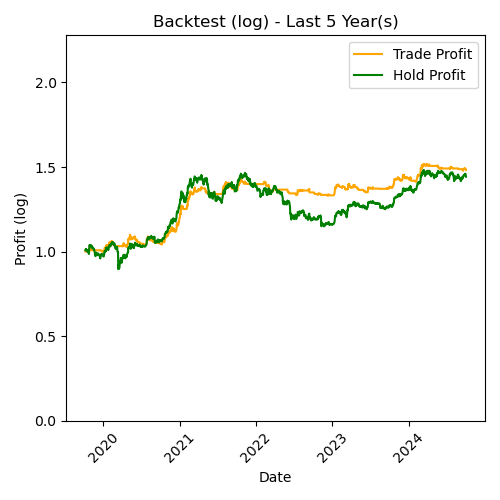 Backtest (log) - Last 5 Year(s)
Trade Profit
Hold Profit
2.0
1.5
1.0
0.5
0.0
Profit (log)
2020
2021
2022
2023
2024
Date